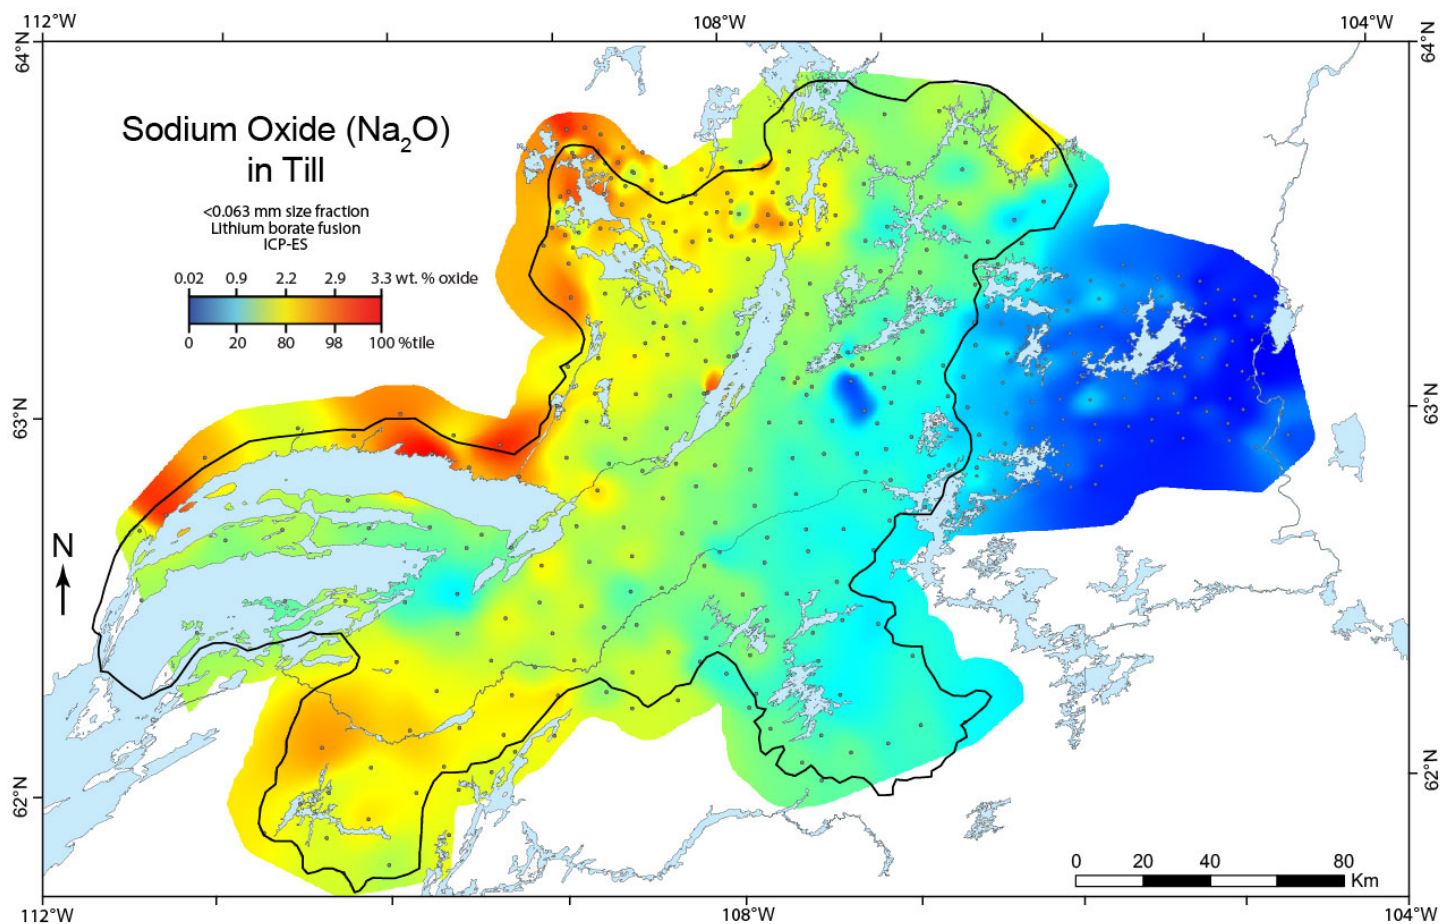 112°W 108°W 104°W
64°N 64°N
Sodium Oxide (Na₂O)
in Till
<0.063 mm size fraction
Lithium borate fusion
ICP-ES
0.02 0.9 2.2 2.9 3.3 wt. % oxide
0 20 80 98 100 %tile
63°N 63°N
N
62°N 62°N
0 20 40 80
Km
112°W 108°W 104°W